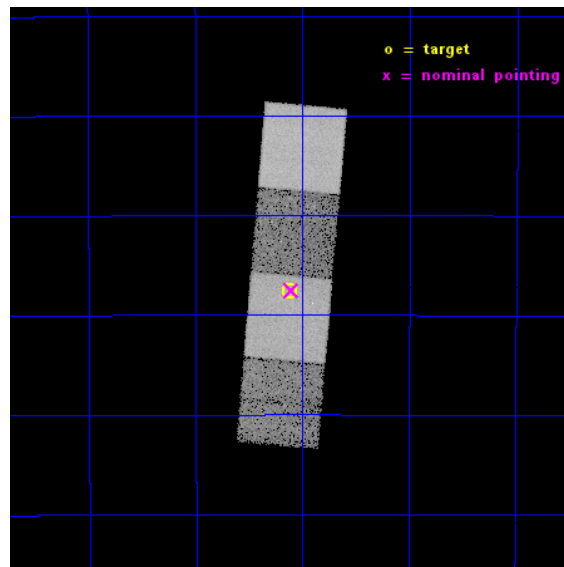 o = target
x = nominal pointing